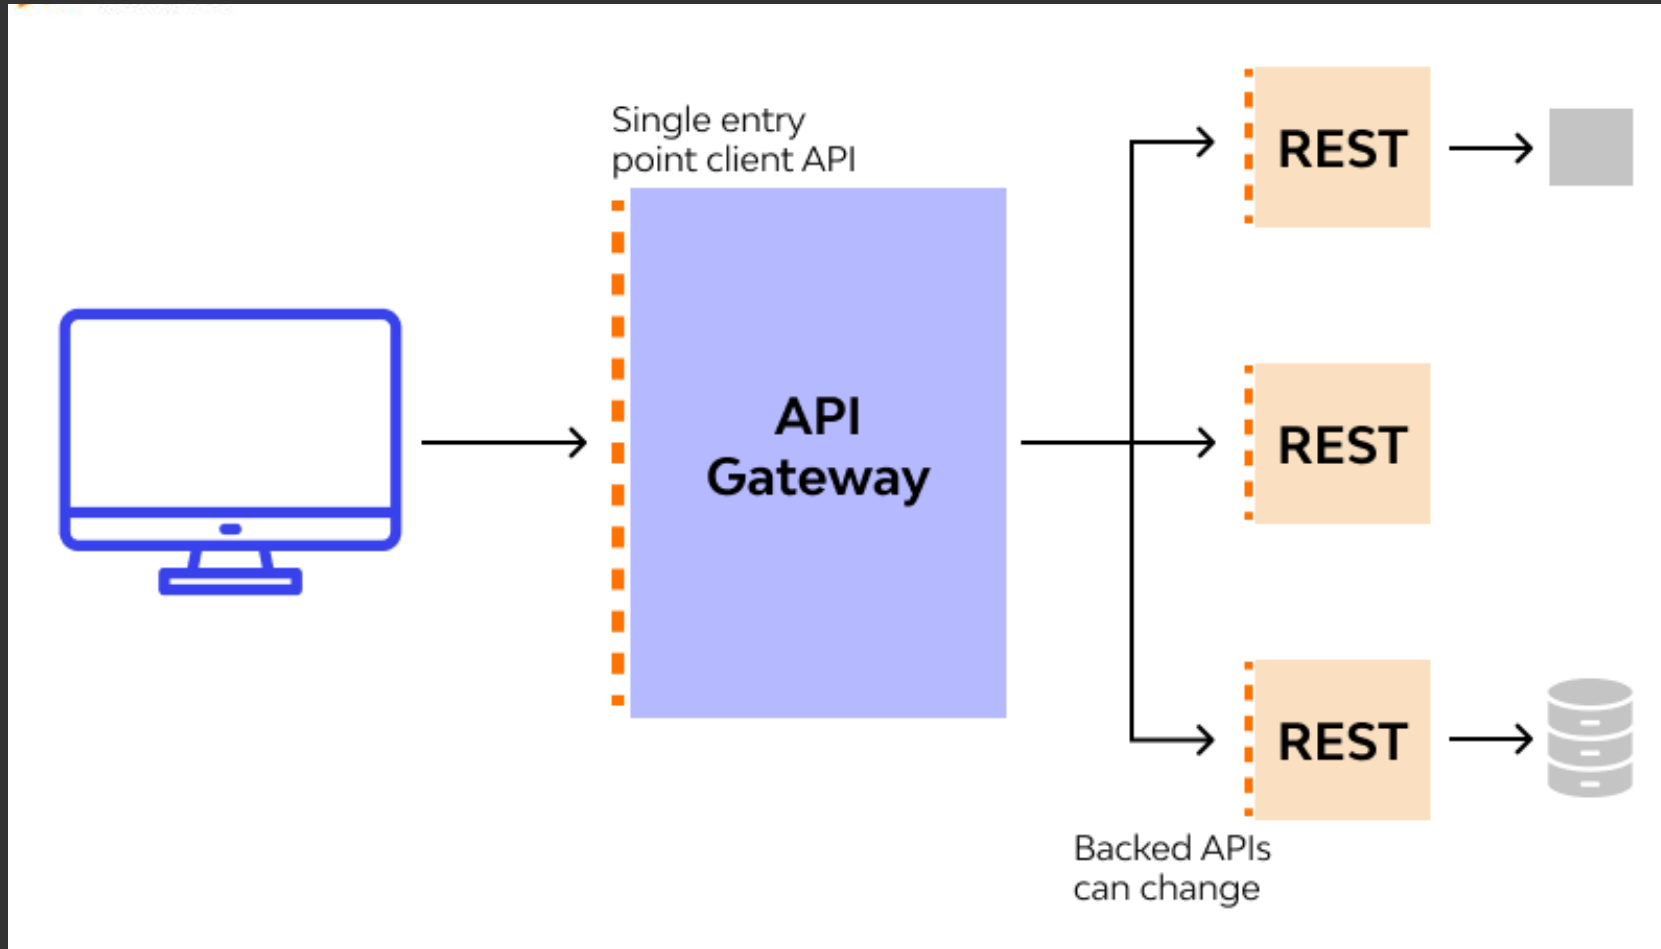 Single entry
point client API
API
Gateway
REST
REST
REST
Backed APIs
can change